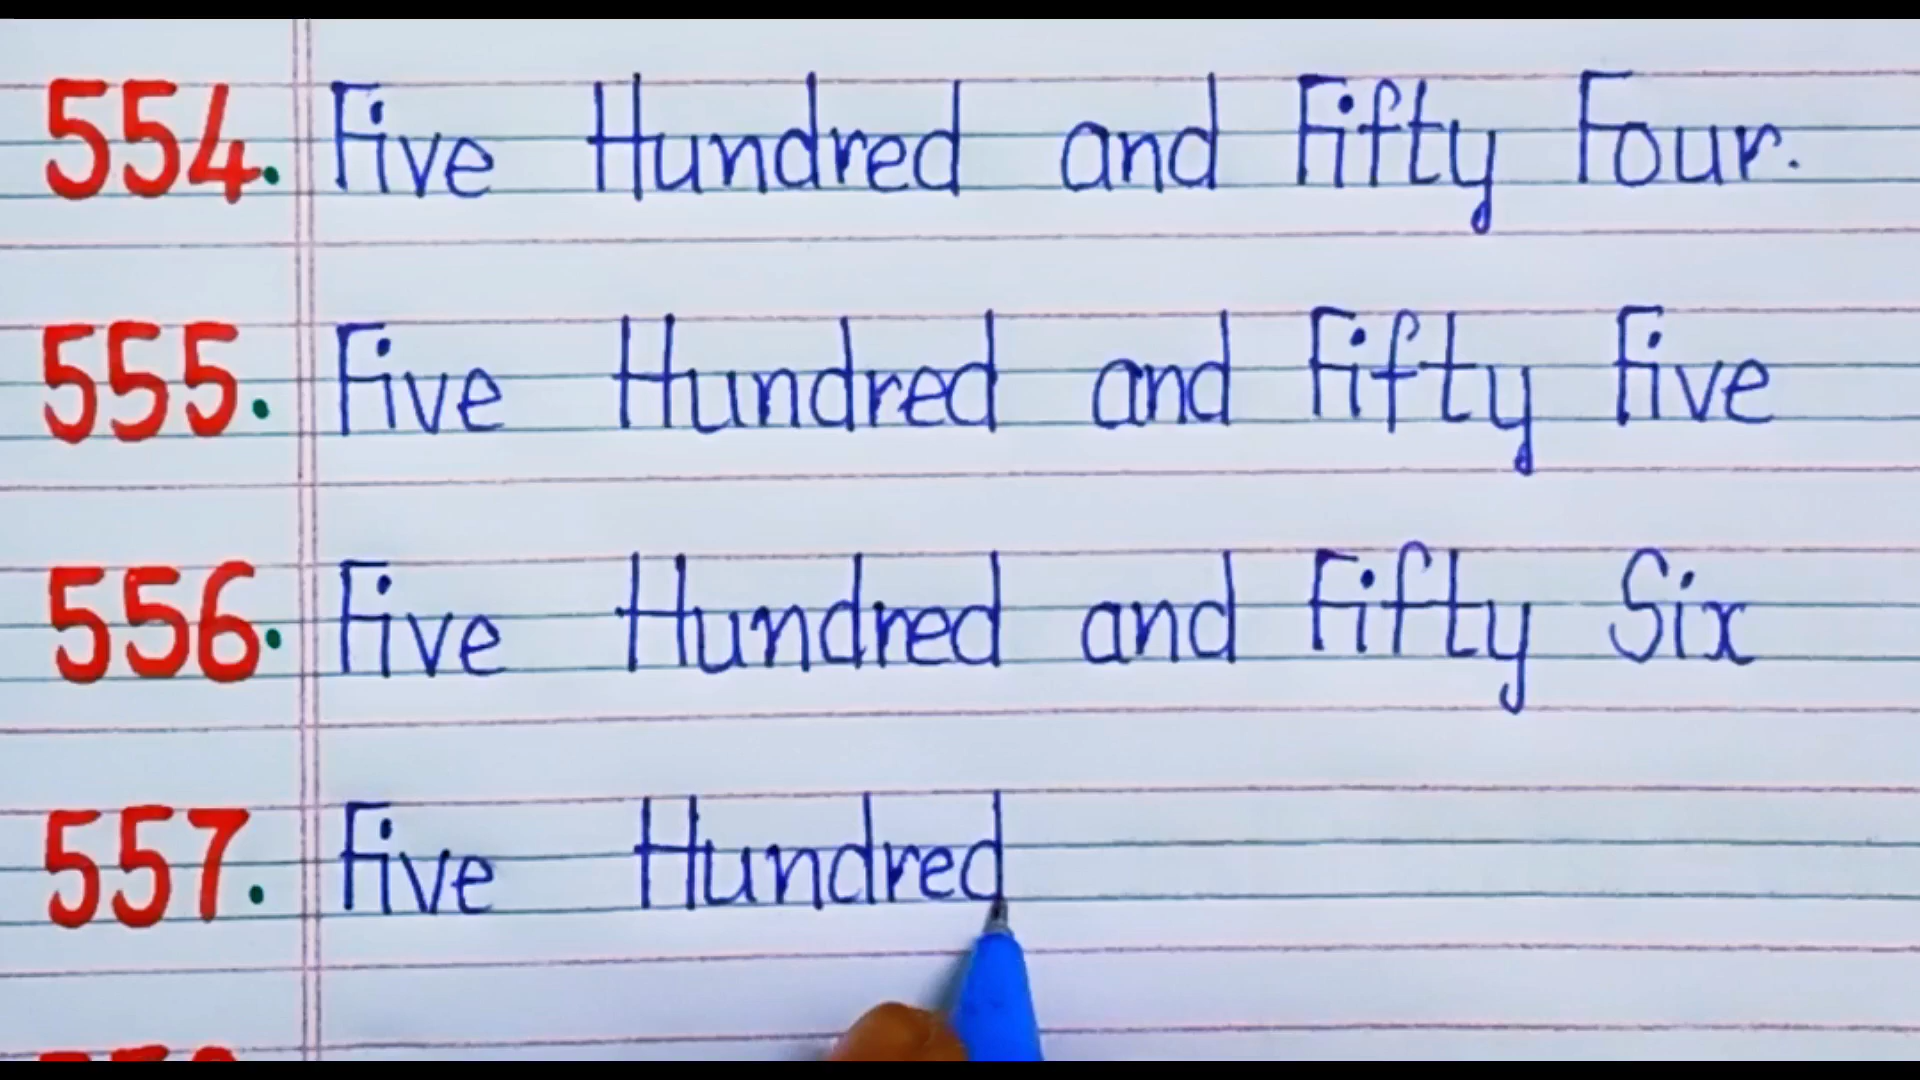 554. Five Hundred and Fifty Four.
555. Five Hundred and Fifty Five
556. Five Hundred and Fifty Six
557. Five Hundred